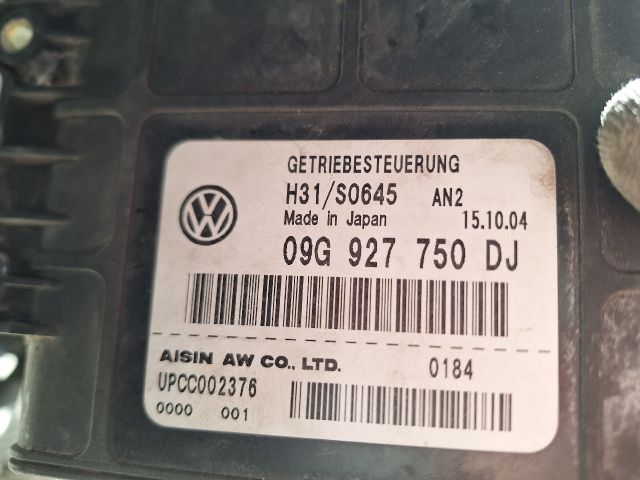 GETRIEBESTEUERUNG
H31/S0645 AN2
Made in Japan 15.10.04
09G 927 750 DJ
AISIN AW CO., LTD. 0184
UPCC002376
0000 001